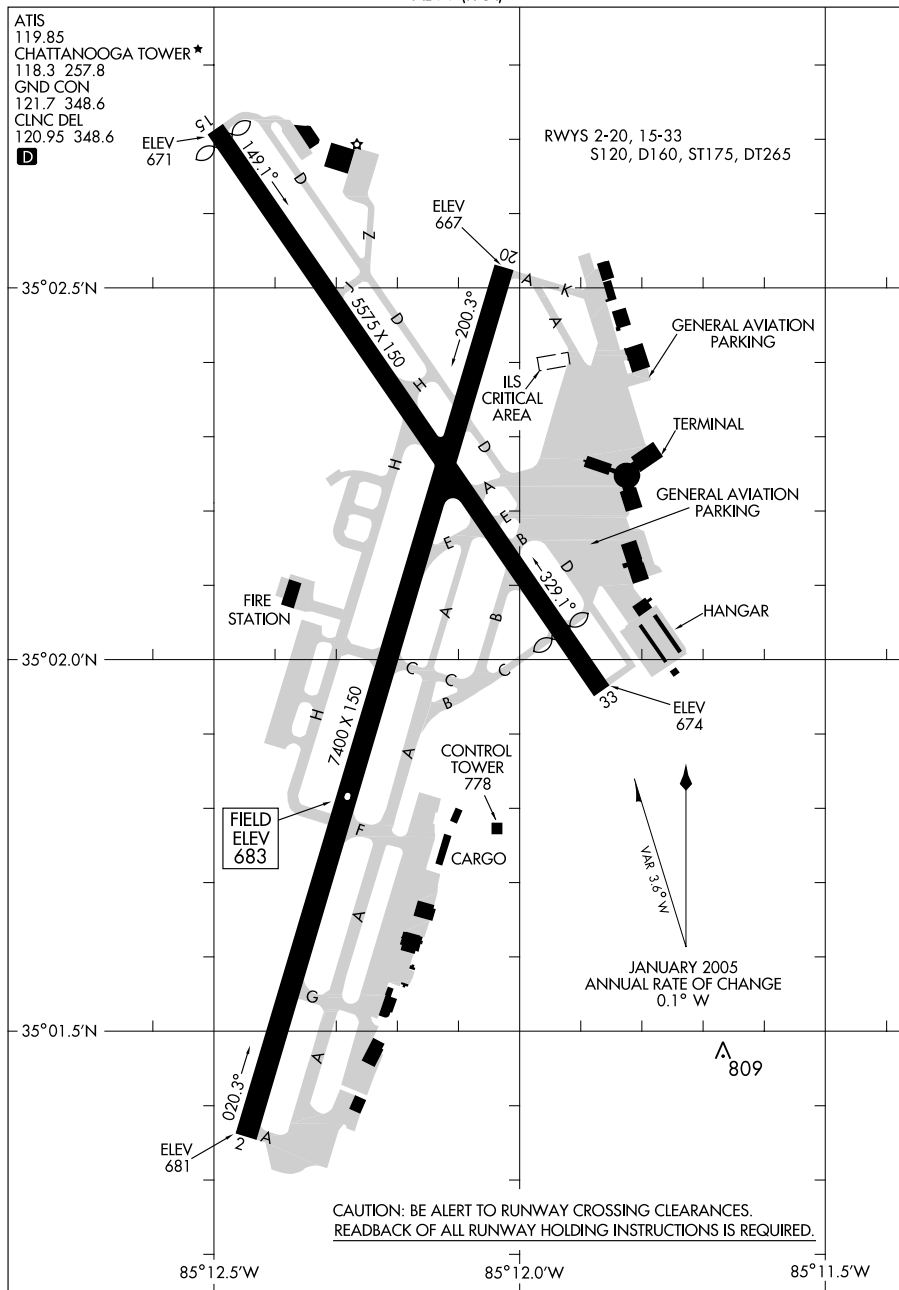 ATIS
119.85
CHATTANOOGA TOWER
118.3 257.8
GND CON
121.7 348.6
CLNC DEL
120.95 348.6
D
15
ELEV
671
149.1°
RWYS 2-20, 15-33
S120, D160, ST175, DT265
D
Z
ELEV
667
20
A
K
35°02.5'N
J
5575 X 150
D
200.3°
A
GENERAL AVIATION
PARKING
ILS
CRITICAL
AREA
H
TERMINAL
D
H
A
GENERAL AVIATION
PARKING
E
B
E
D
329.1°
FIRE
STATION
A
B
HANGAR
35°02.0'N
C
C
C
B
33
ELEV
674
H
7400 X 150
A
CONTROL
TOWER
778
FIELD
ELEV
683
F
CARGO
VAR 3.6° W
A
JANUARY 2005
ANNUAL RATE OF CHANGE
0.1° W
G
35°01.5'N
A
809
020.3°
2
A
ELEV
681
CAUTION: BE ALERT TO RUNWAY CROSSING CLEARANCES.
READBACK OF ALL RUNWAY HOLDING INSTRUCTIONS IS REQUIRED.
85°12.5'W
85°12.0'W
85°11.5'W